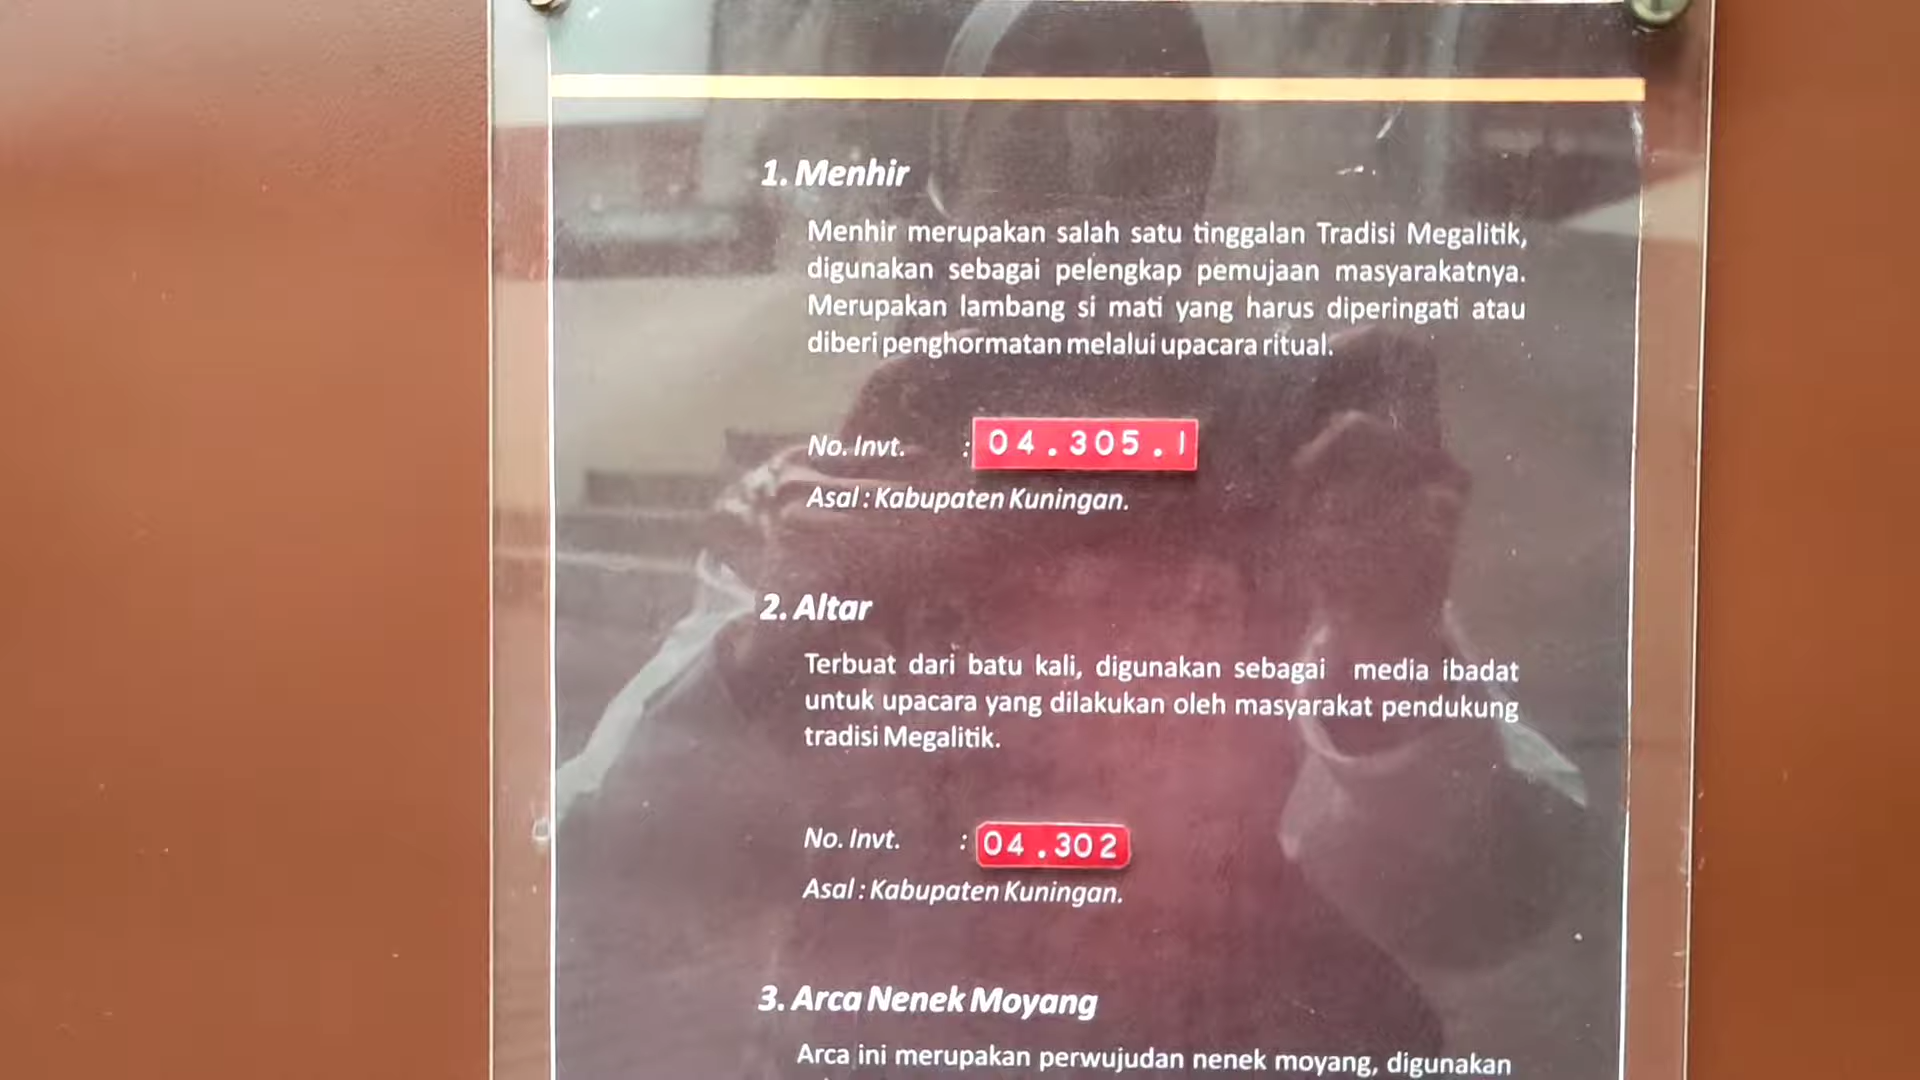 1. Menhir
Menhir merupakan salah satu tinggalan Tradisi Megalitik,
digunakan sebagai pelengkap pemujaan masyarakatnya.
Merupakan lambang si mati yang harus diperingati atau
diberi penghormatan melalui upacara ritual.
No. Invt. : 04.305.1
Asal : Kabupaten Kuningan.
2. Altar
Terbuat dari batu kali, digunakan sebagai media ibadat
untuk upacara yang dilakukan oleh masyarakat pendukung
tradisi Megalitik.
No. Invt. : 04.302
Asal : Kabupaten Kuningan.
3. Arca Nenek Moyang
Arca ini merupakan perwujudan nenek moyang, digunakan